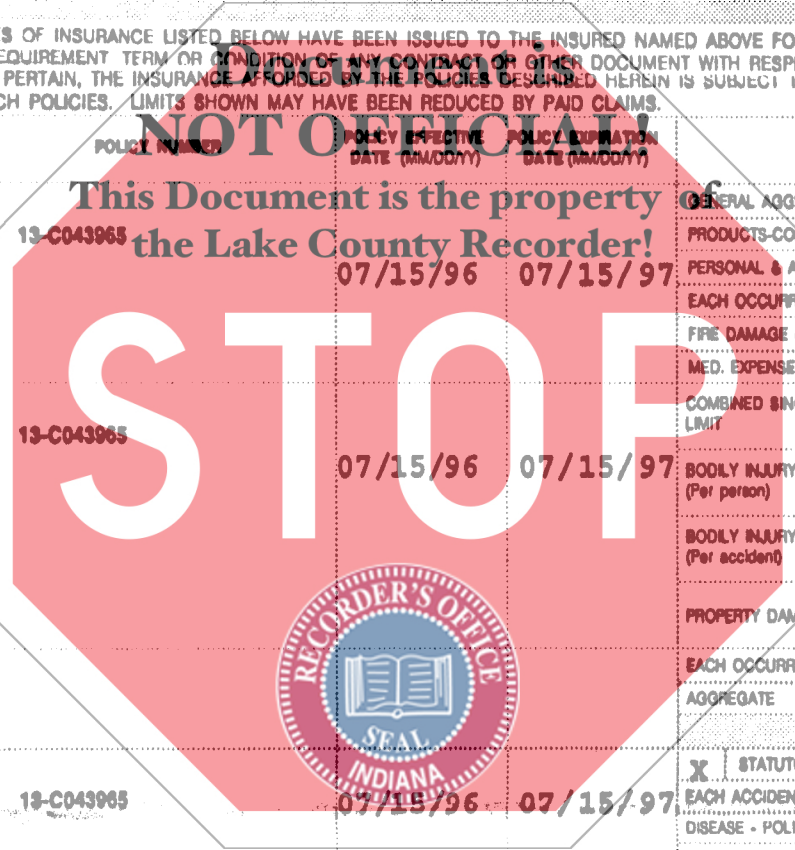 S OF INSURANCE LISTED BELOW HAVE BEEN ISSUED TO THE INSURED NAMED ABOVE FO
EQUIREMENT TERM OR CONDITION OF ANY CONTRACT OR OTHER DOCUMENT WITH RESP
PERTAIN, THE INSURANCE AFFORDED BY THE POLICIES DESCRIBED HEREIN IS SUBJECT
CH POLICIES. LIMITS SHOWN MAY HAVE BEEN REDUCED BY PAID CLAIMS.
Document is
NOT OFFICIAL!
This Document is the property of
the Lake County Recorder!
STOP
POLICY NUMBER
POLICY EFFECTIVE
DATE (MM/DD/YY)
POLICY EXPIRATION
DATE (MM/DD/YY)
GENERAL AGG
13-C043965
PRODUCTS-CO
07/15/96 07/15/97
PERSONAL & A
EACH OCCURR
FIRE DAMAGE
MED. EXPENSE
13-C043965
COMBINED SIN
LIMIT
07/15/96 07/15/97
BODILY INJURY
(Per person)
BODILY INJURY
(Per accident)
PROPERTY DAM
EACH OCCURR
AGGREGATE
RECORDER'S OFFICE
SEAL
INDIANA
X STATUT
13-C043965 07/15/96 07/15/97 EACH ACCIDEN
DISEASE - POLI